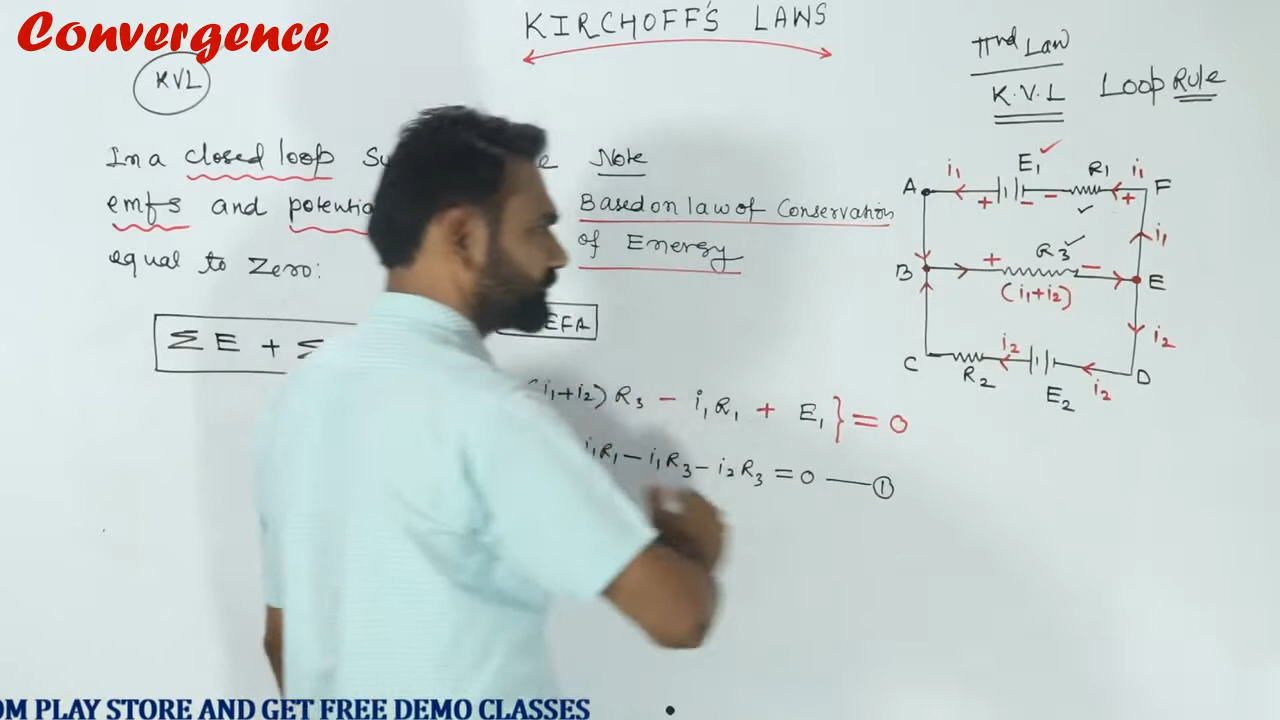 Convergence
KIRCHOFF'S LAWS
KVL
IInd Law
K.V.L Loop Rule
In a closed loop
emfs and potentia
equal to Zero:
Σ E + Σ
Note
Based on law of Conservation
of Energy
EFA
(i₁+i₂) R₃ - i₁R₁ + E₁ } = 0
i₁R₁ - i₁R₃ - i₂R₃ = 0 — ①
A i₁ + E₁ - - R₁ + i₁ F
i₁
B + R₃ - E
(i₁+i₂)
i₂
C R₂ i₂ E₂ i₂ D
OM PLAY STORE AND GET FREE DEMO CLASSES